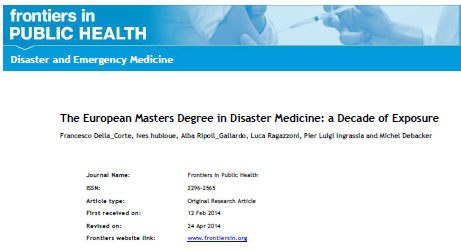 frontiers in
PUBLIC HEALTH
Disaster and Emergency Medicine
The European Masters Degree in Disaster Medicine: a Decade of Exposure
Francesco Della_Corte, Ives hubloue, Alba Ripoll_Gallardo, Luca Ragazzoni, Pier Luigi Ingrassia and Michel Debacker
Journal Name: Frontiers in Public Health
ISSN: 2296-2565
Article type: Original Research Article
First received on: 12 Feb 2014
Revised on: 24 Apr 2014
Frontiers website link: www.frontiersin.org